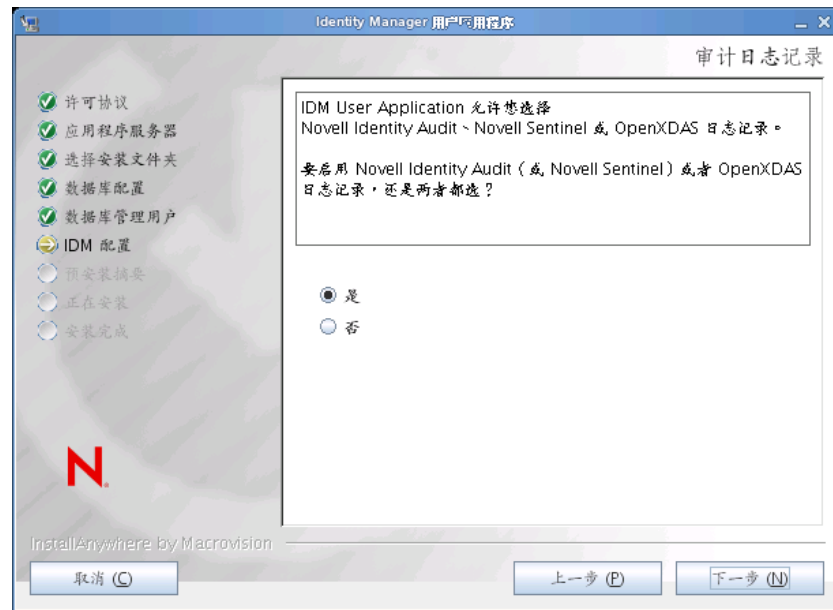 Identity Manager 用户应用程序
审计日志记录
许可协议
应用程序服务器
选择安装文件夹
数据库配置
数据库管理用户
IDM 配置
预安装摘要
正在安装
安装完成
IDM User Application 允许您选择
Novell Identity Audit、Novell Sentinel 或 OpenXDAS 日志记录。
要启用 Novell Identity Audit（或 Novell Sentinel）或者 OpenXDAS
日志记录，还是两者都选？
是
否
N
InstallAnywhere by Macrovision
取消 (C)
上一步 (P)
下一步 (N)